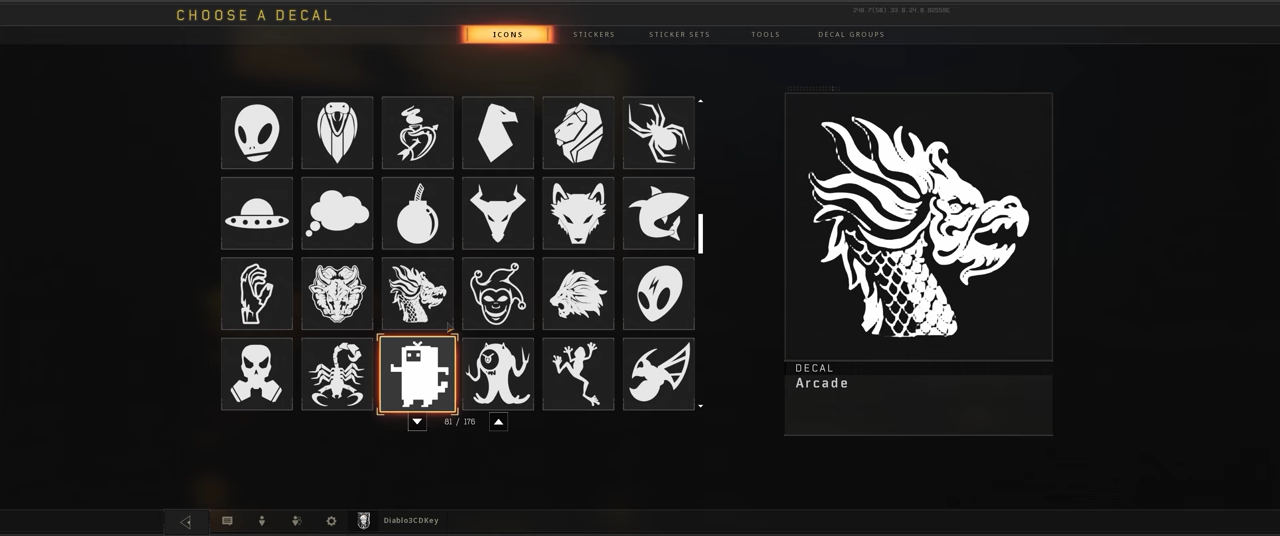 CHOOSE A DECAL
ICONS
STICKERS
STICKER SETS
TOOLS
DECAL GROUPS
DECAL
Arcade
81 / 176
Diablo3CDKey